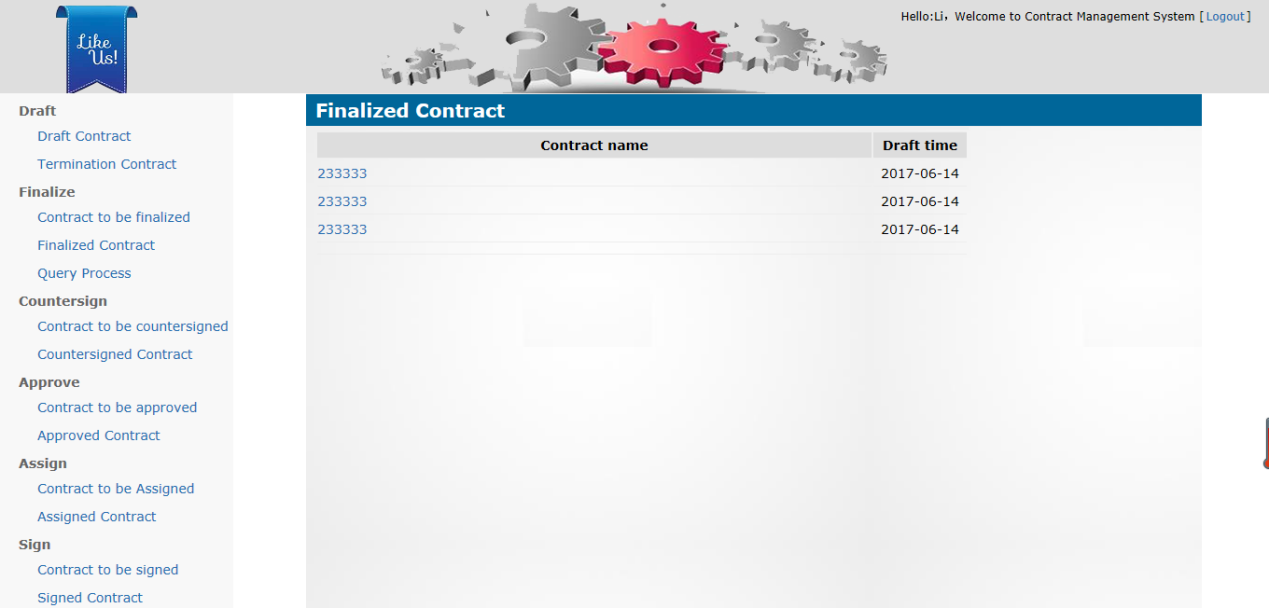 Like
Us!
Hello:Li，Welcome to Contract Management System [Logout]
Draft
Draft Contract
Termination Contract
Finalize
Contract to be finalized
Finalized Contract
Query Process
Countersign
Contract to be countersigned
Countersigned Contract
Approve
Contract to be approved
Approved Contract
Assign
Contract to be Assigned
Assigned Contract
Sign
Contract to be signed
Signed Contract
Finalized Contract
Contract name Draft time
233333 2017-06-14
233333 2017-06-14
233333 2017-06-14